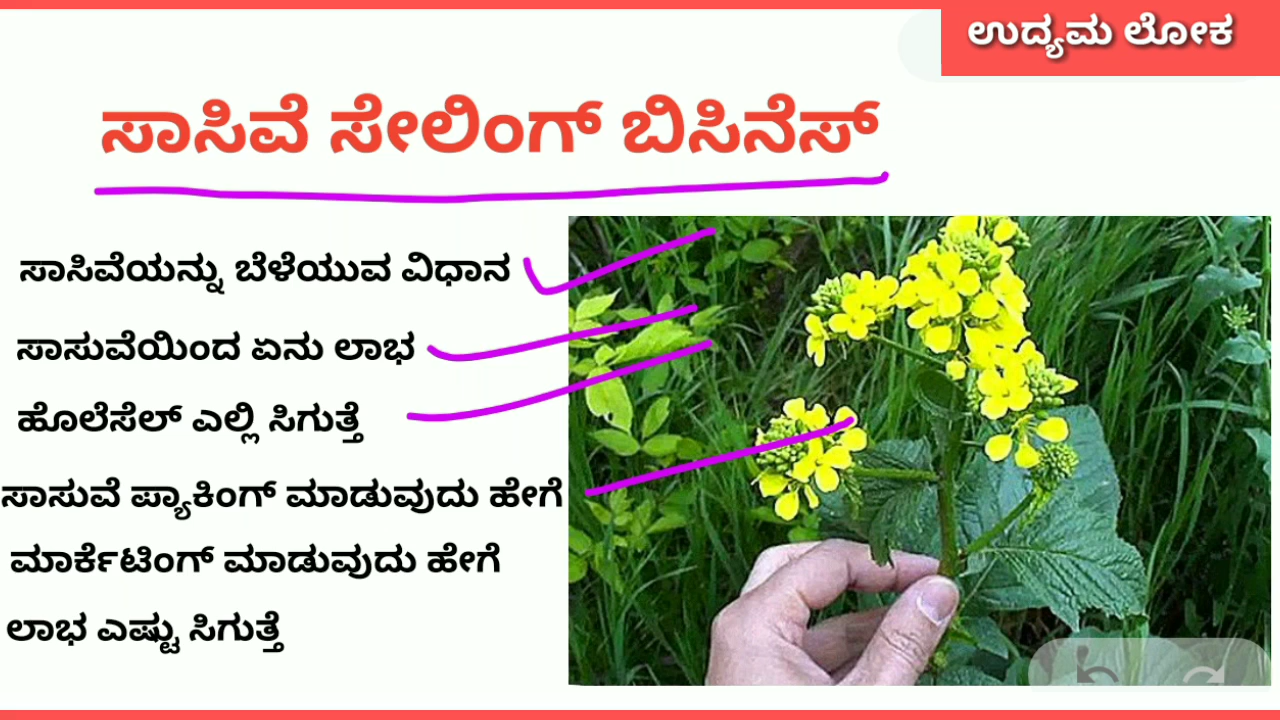 ಉದ್ಯಮ ಲೋಕ
ಸಾಸಿವೆ ಸೇಲಿಂಗ್ ಬಿಸಿನೆಸ್
ಸಾಸಿವೆಯನ್ನು ಬೆಳೆಯುವ ವಿಧಾನ
ಸಾಸುವೆಯಿಂದ ಏನು ಲಾಭ
ಹೊಲೆಸೆಲ್ ಎಲ್ಲಿ ಸಿಗುತ್ತೆ
ಸಾಸುವೆ ಪ್ಯಾಕಿಂಗ್ ಮಾಡುವುದು ಹೇಗೆ
ಮಾರ್ಕೆಟಿಂಗ್ ಮಾಡುವುದು ಹೇಗೆ
ಲಾಭ ಎಷ್ಟು ಸಿಗುತ್ತೆ